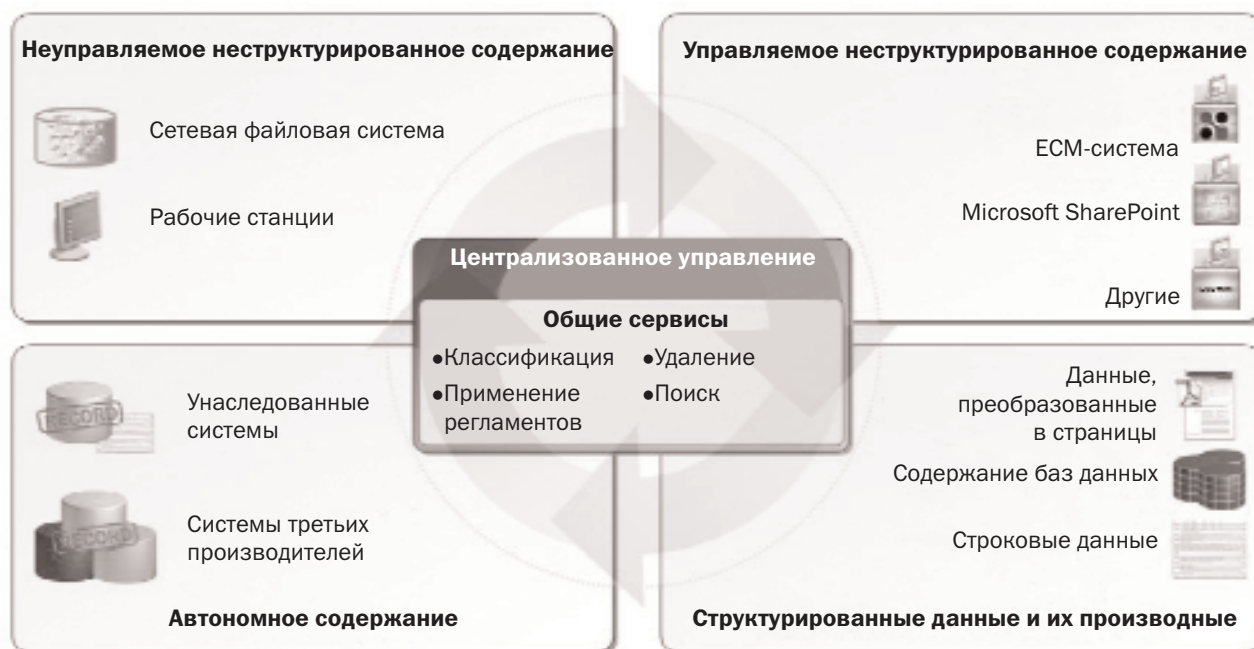 Неуправляемое неструктурированное содержание
Сетевая файловая система
Рабочие станции
Управляемое неструктурированное содержание
ECM-система
Microsoft SharePoint
Другие
Централизованное управление
Общие сервисы
●Классификация
●Применение
регламентов
●Удаление
●Поиск
RECORD
Унаследованные
системы
RECORD
Системы третьих
производителей
Автономное содержание
Данные,
преобразованные
в страницы
Содержание баз данных
Строковые данные
Структурированные данные и их производные